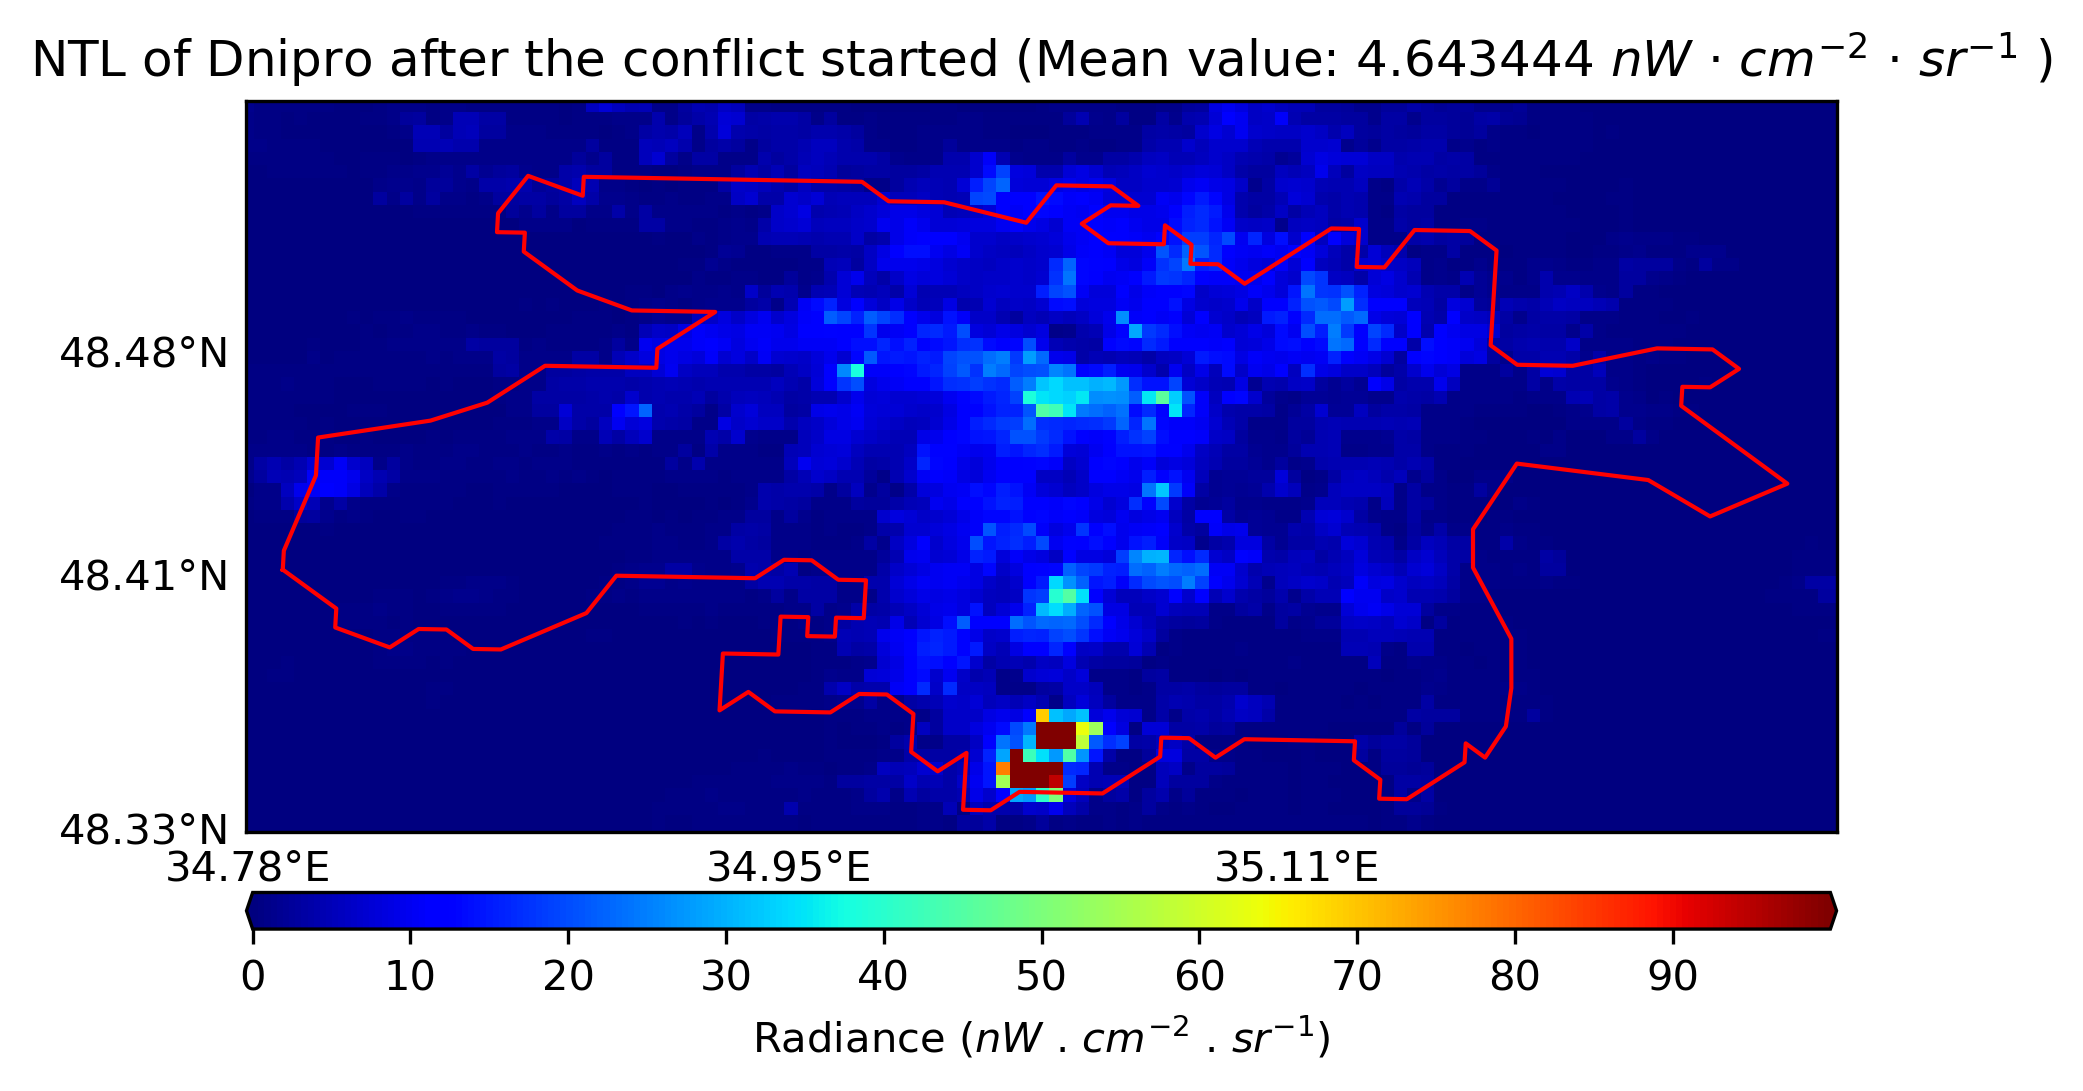 NTL of Dnipro after the conflict started (Mean value: 4.643444 nW · cm⁻² · sr⁻¹ )
48.48°N
48.41°N
48.33°N
34.78°E 34.95°E 35.11°E
0 10 20 30 40 50 60 70 80 90
Radiance (nW . cm⁻² . sr⁻¹)